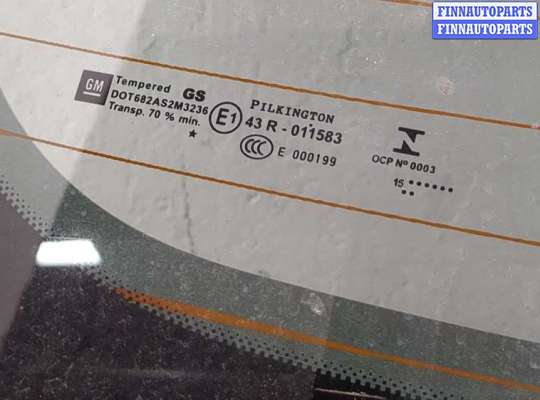 FINNAUTOPARTS
FINNAUTOPARTS
GM
Tempered GS
DOT682AS2M3236
Transp. 70 % min.
E1
PILKINGTON
43 R - 011583
CCC E 000199
OCP Nº 0003
15